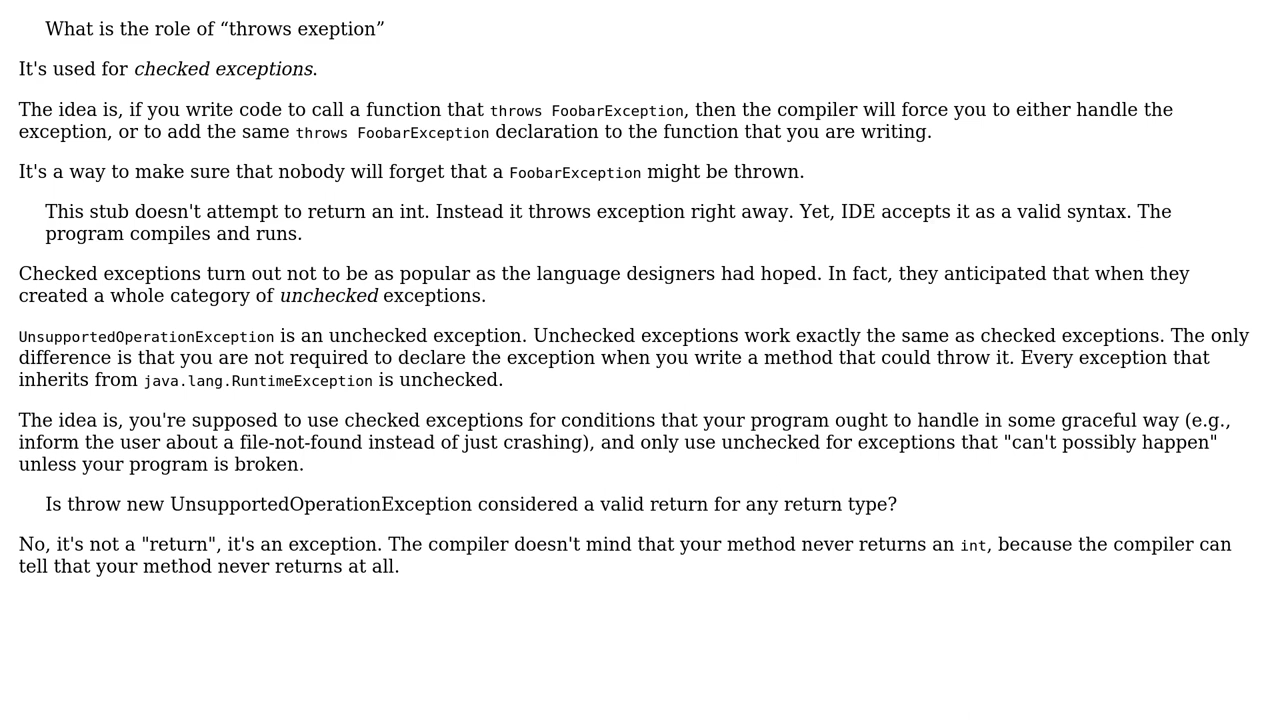 What is the role of “throws exeption”
It's used for checked exceptions.
The idea is, if you write code to call a function that throws FoobarException, then the compiler will force you to either handle the
exception, or to add the same throws FoobarException declaration to the function that you are writing.
It's a way to make sure that nobody will forget that a FoobarException might be thrown.
This stub doesn't attempt to return an int. Instead it throws exception right away. Yet, IDE accepts it as a valid syntax. The
program compiles and runs.
Checked exceptions turn out not to be as popular as the language designers had hoped. In fact, they anticipated that when they
created a whole category of unchecked exceptions.
UnsupportedOperationException is an unchecked exception. Unchecked exceptions work exactly the same as checked exceptions. The only
difference is that you are not required to declare the exception when you write a method that could throw it. Every exception that
inherits from java.lang.RuntimeException is unchecked.
The idea is, you're supposed to use checked exceptions for conditions that your program ought to handle in some graceful way (e.g.,
inform the user about a file-not-found instead of just crashing), and only use unchecked for exceptions that "can't possibly happen"
unless your program is broken.
Is throw new UnsupportedOperationException considered a valid return for any return type?
No, it's not a "return", it's an exception. The compiler doesn't mind that your method never returns an int, because the compiler can
tell that your method never returns at all.